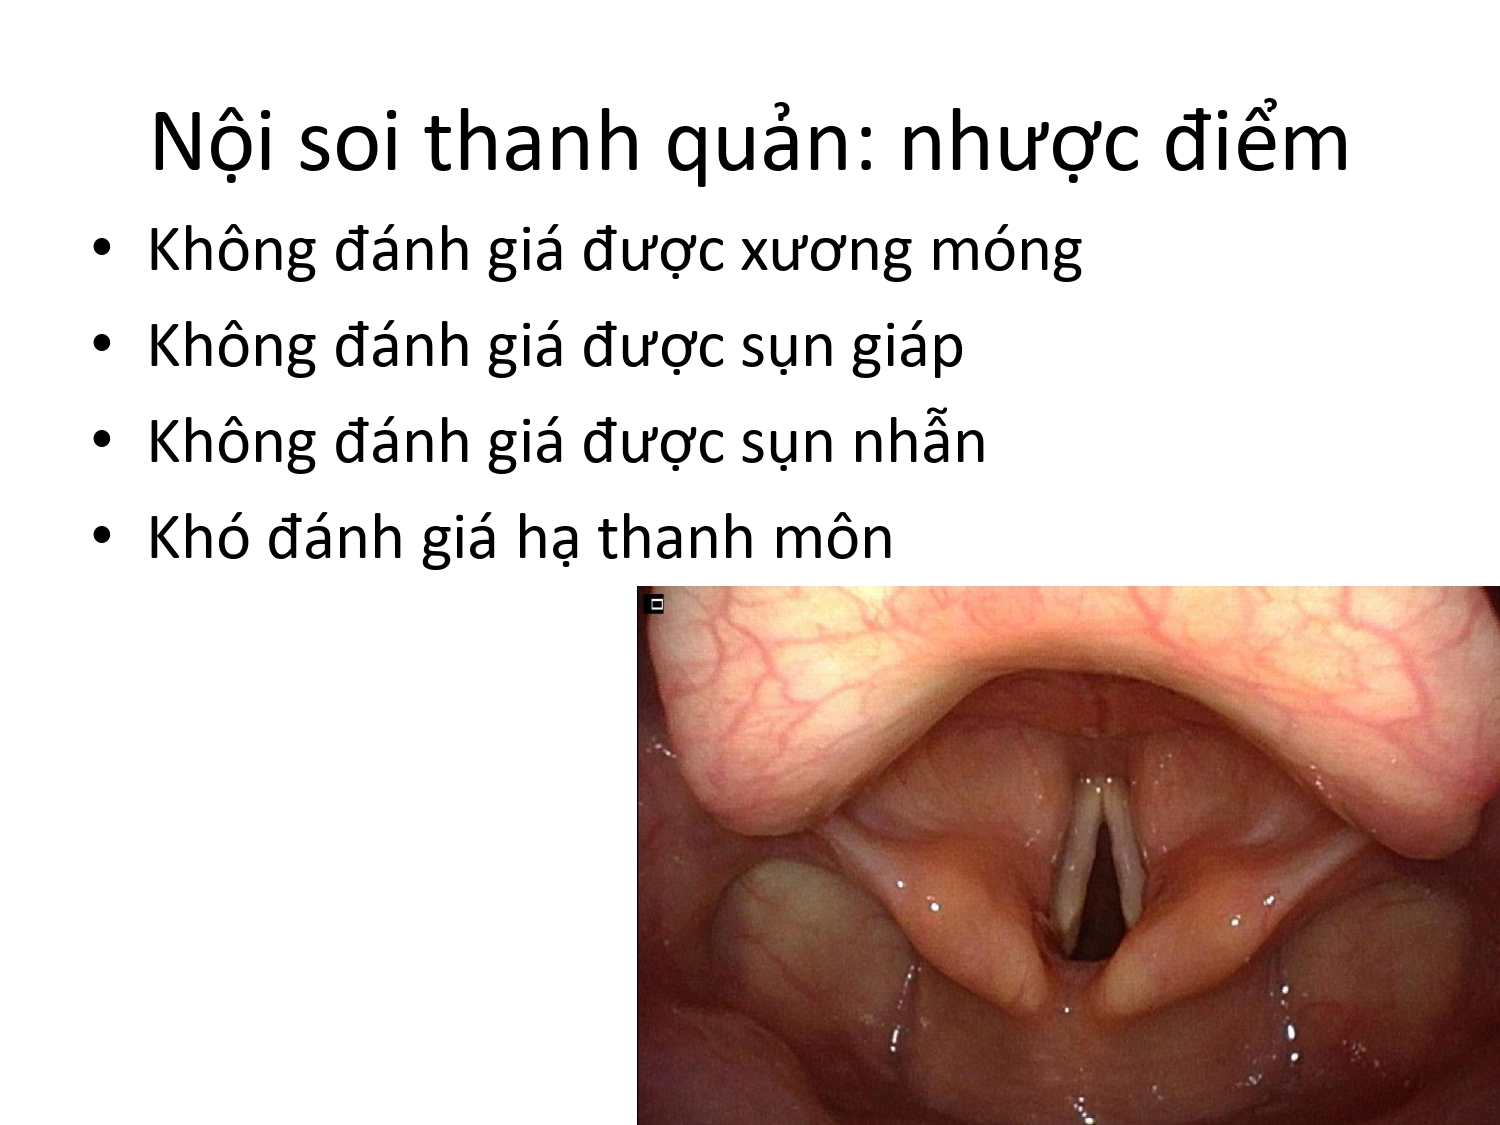 Nội soi thanh quản: nhược điểm
• Không đánh giá được xương móng
• Không đánh giá được sụn giáp
• Không đánh giá được sụn nhẫn
• Khó đánh giá hạ thanh môn